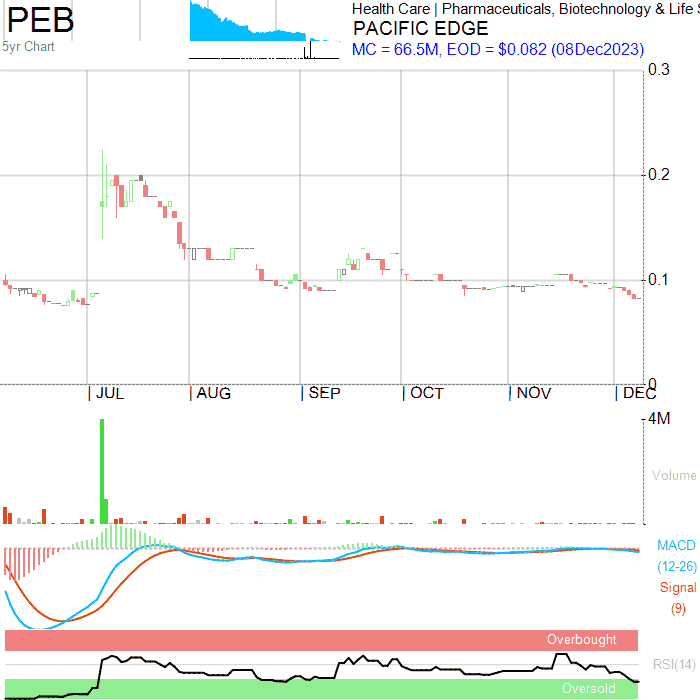 PEB
5yr Chart
Health Care | Pharmaceuticals, Biotechnology & Life S
PACIFIC EDGE
MC = 66.5M, EOD = $0.082 (08Dec2023)
0.3
0.2
0.1
0
| JUL | AUG | SEP | OCT | NOV | DEC
4M
Volume
MACD
(12-26)
Signal
(9)
Overbought
RSI(14)
Oversold